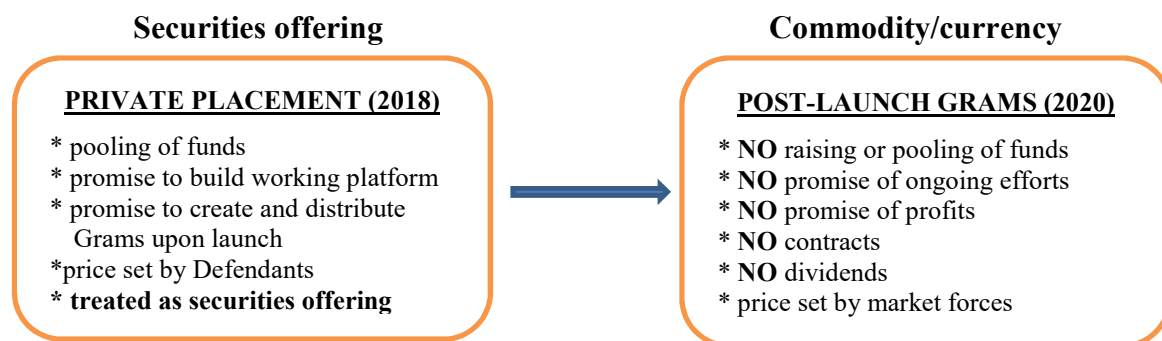 Securities offering
PRIVATE PLACEMENT (2018)
* pooling of funds
* promise to build working platform
* promise to create and distribute
Grams upon launch
*price set by Defendants
* treated as securities offering
Commodity/currency
POST-LAUNCH GRAMS (2020)
* NO raising or pooling of funds
* NO promise of ongoing efforts
* NO promise of profits
* NO contracts
* NO dividends
* price set by market forces